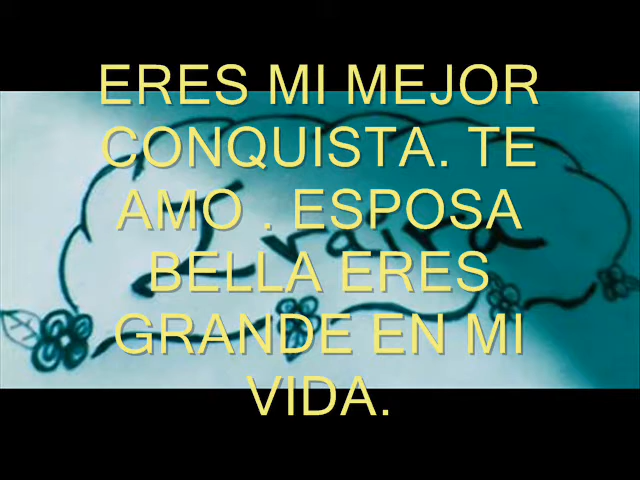 ERES MI MEJOR
CONQUISTA. TE
AMO . ESPOSA
BELLA ERES
GRANDE EN MI
VIDA.